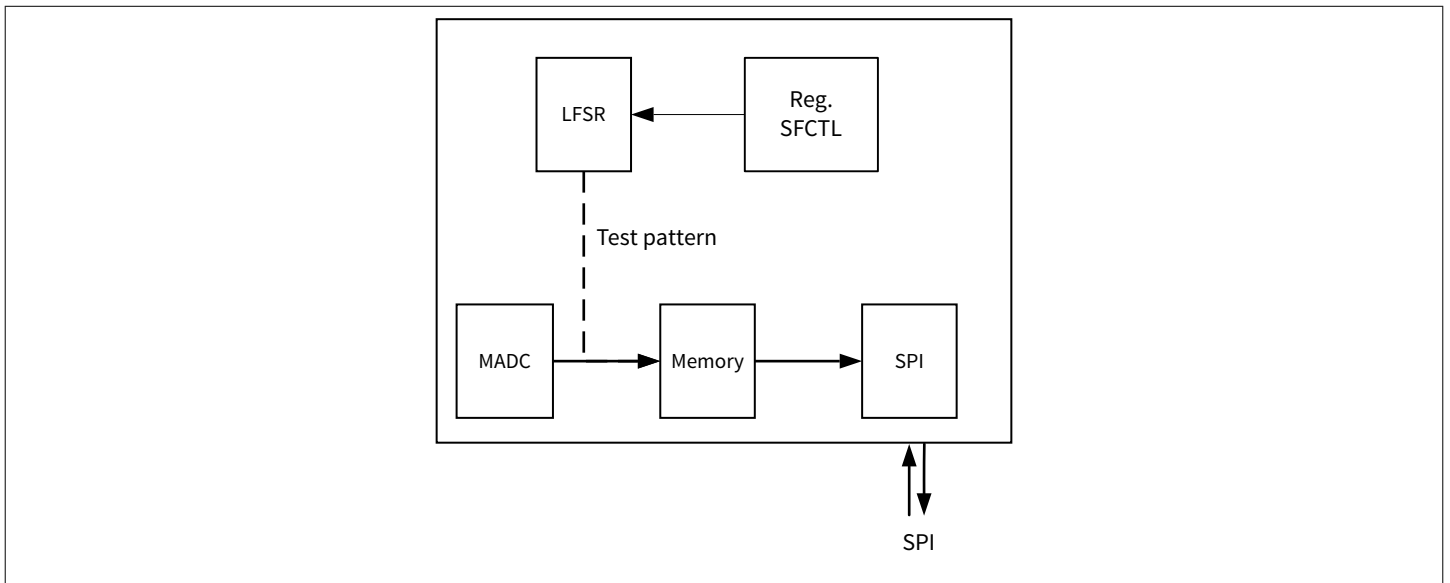 LFSR
Reg.
SFCTL
Test pattern
MADC
Memory
SPI
SPI